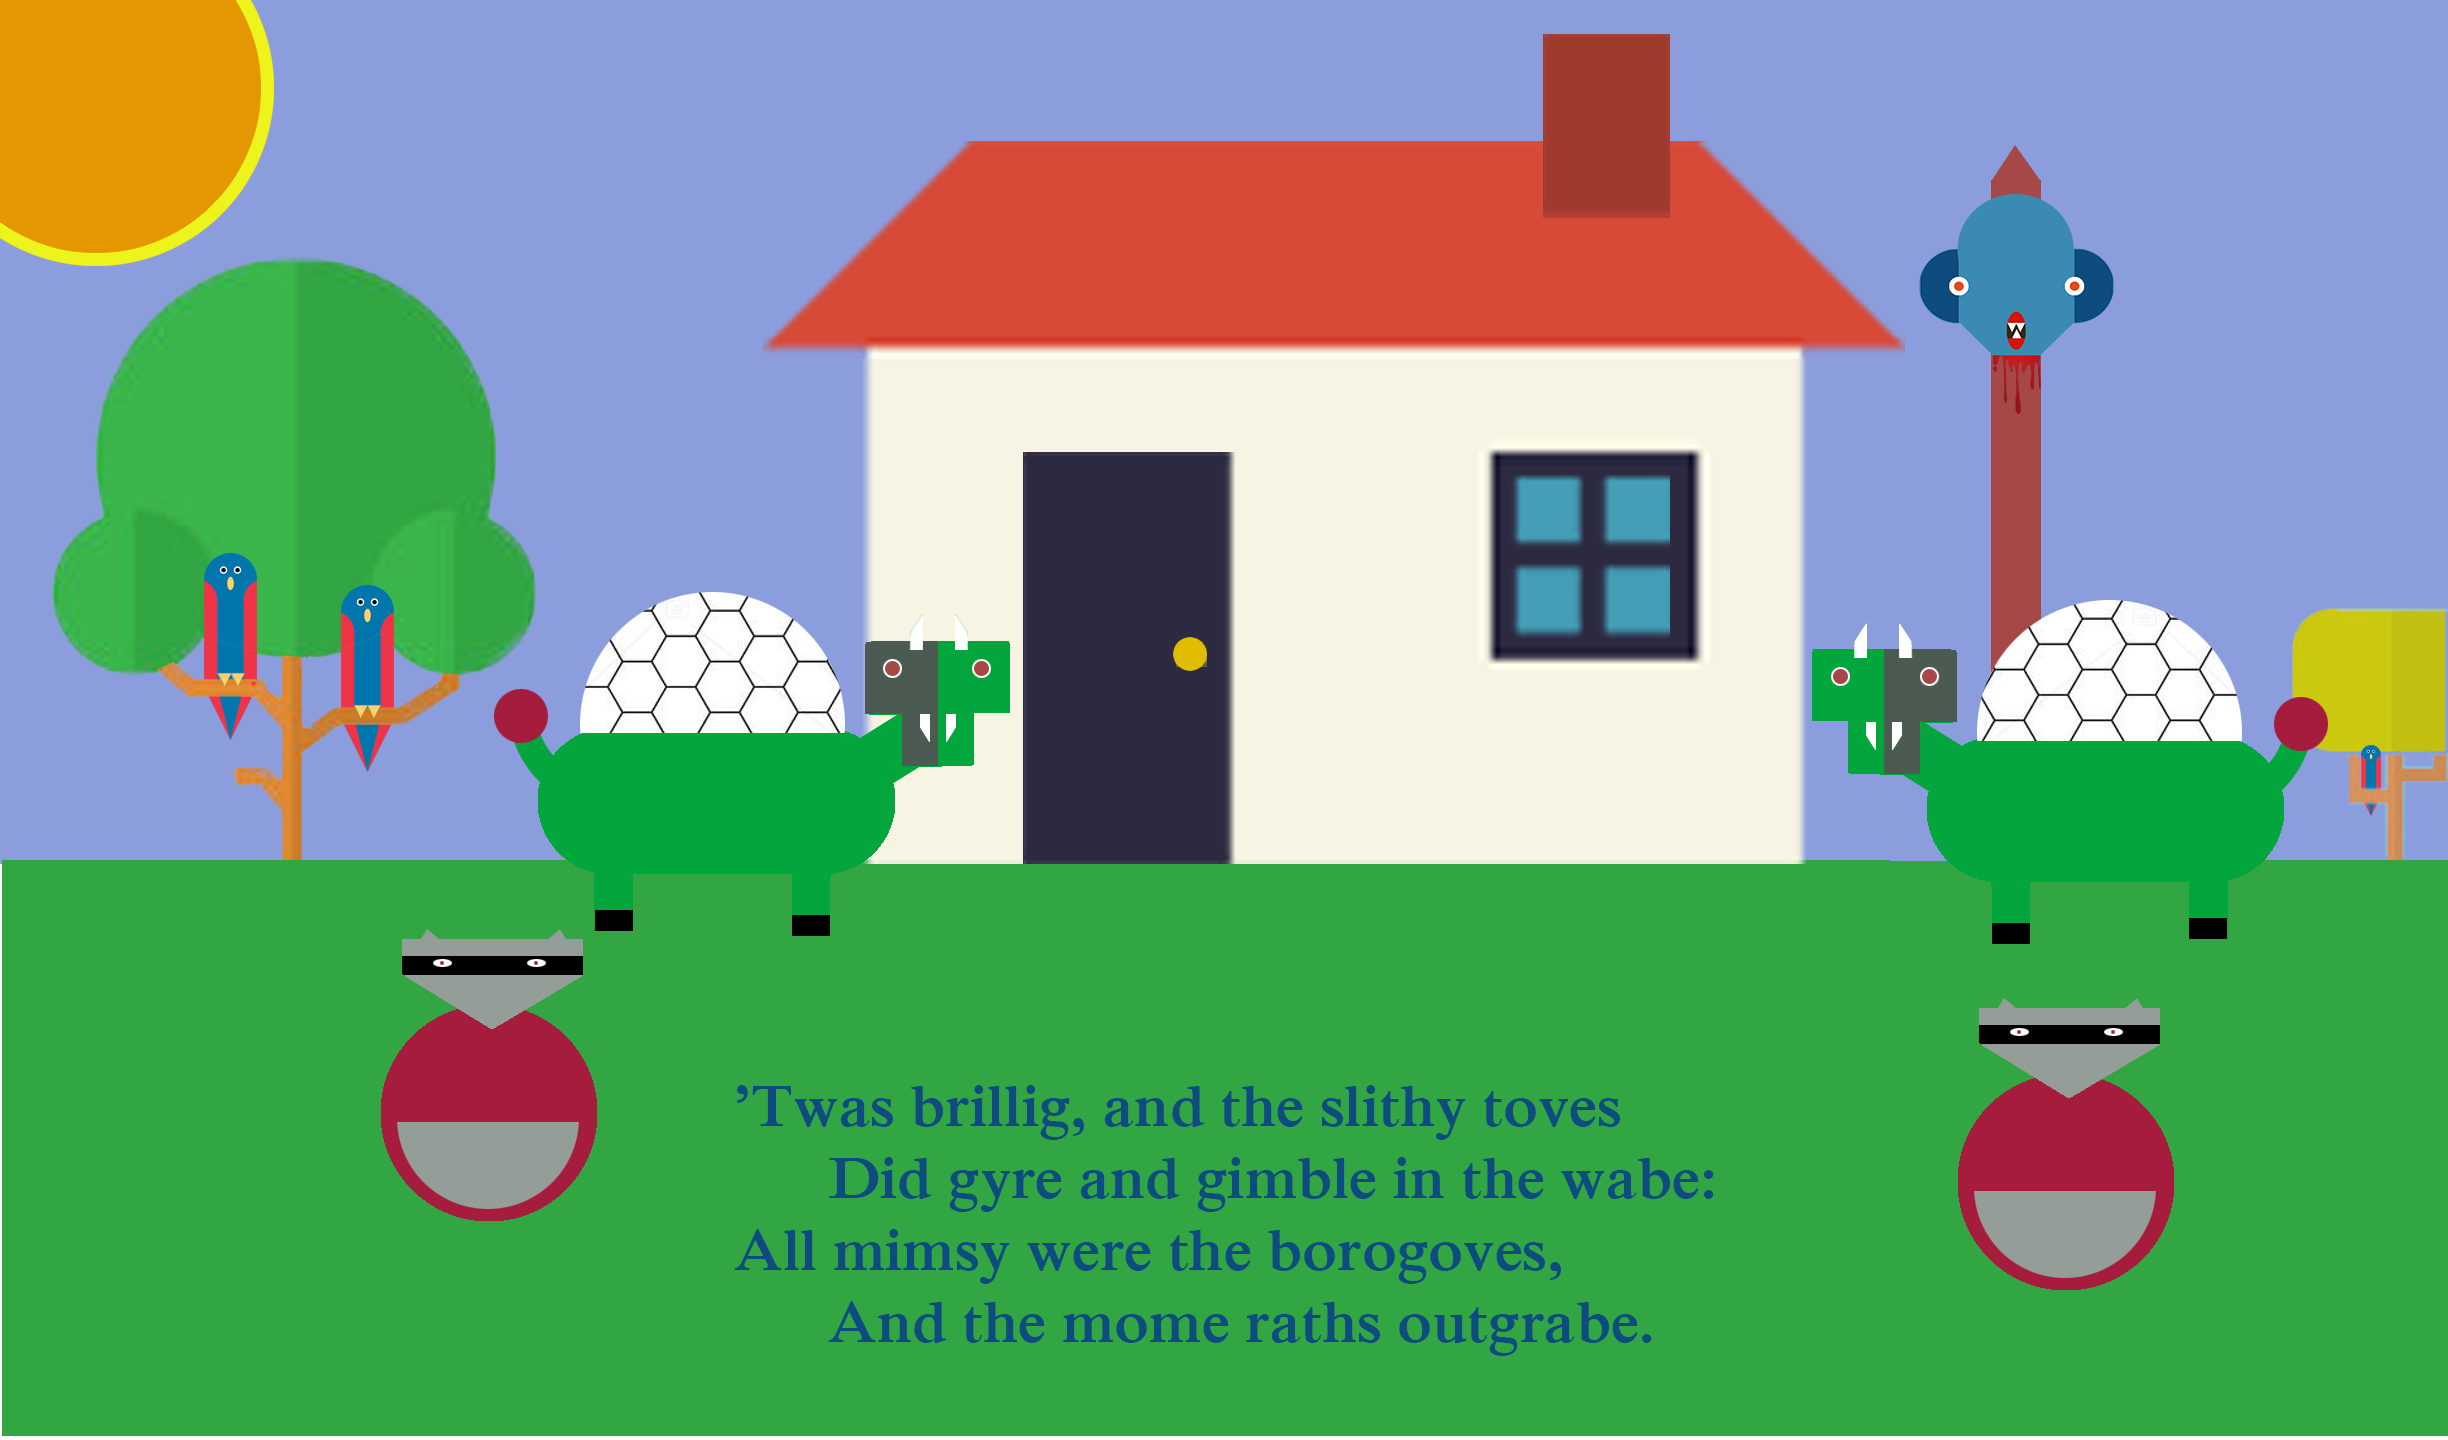 ’Twas brillig, and the slithy toves
Did gyre and gimble in the wabe:
All mimsy were the borogoves,
And the mome raths outgrabe.